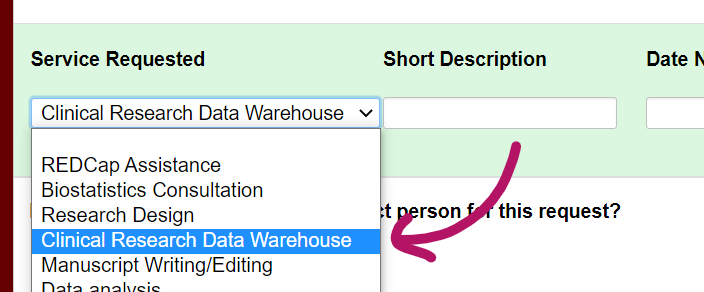 Service Requested Short Description Date N
Clinical Research Data Warehouse
REDCap Assistance
Biostatistics Consultation
Research Design
ct person for this request?
Clinical Research Data Warehouse
Manuscript Writing/Editing
Data analysis